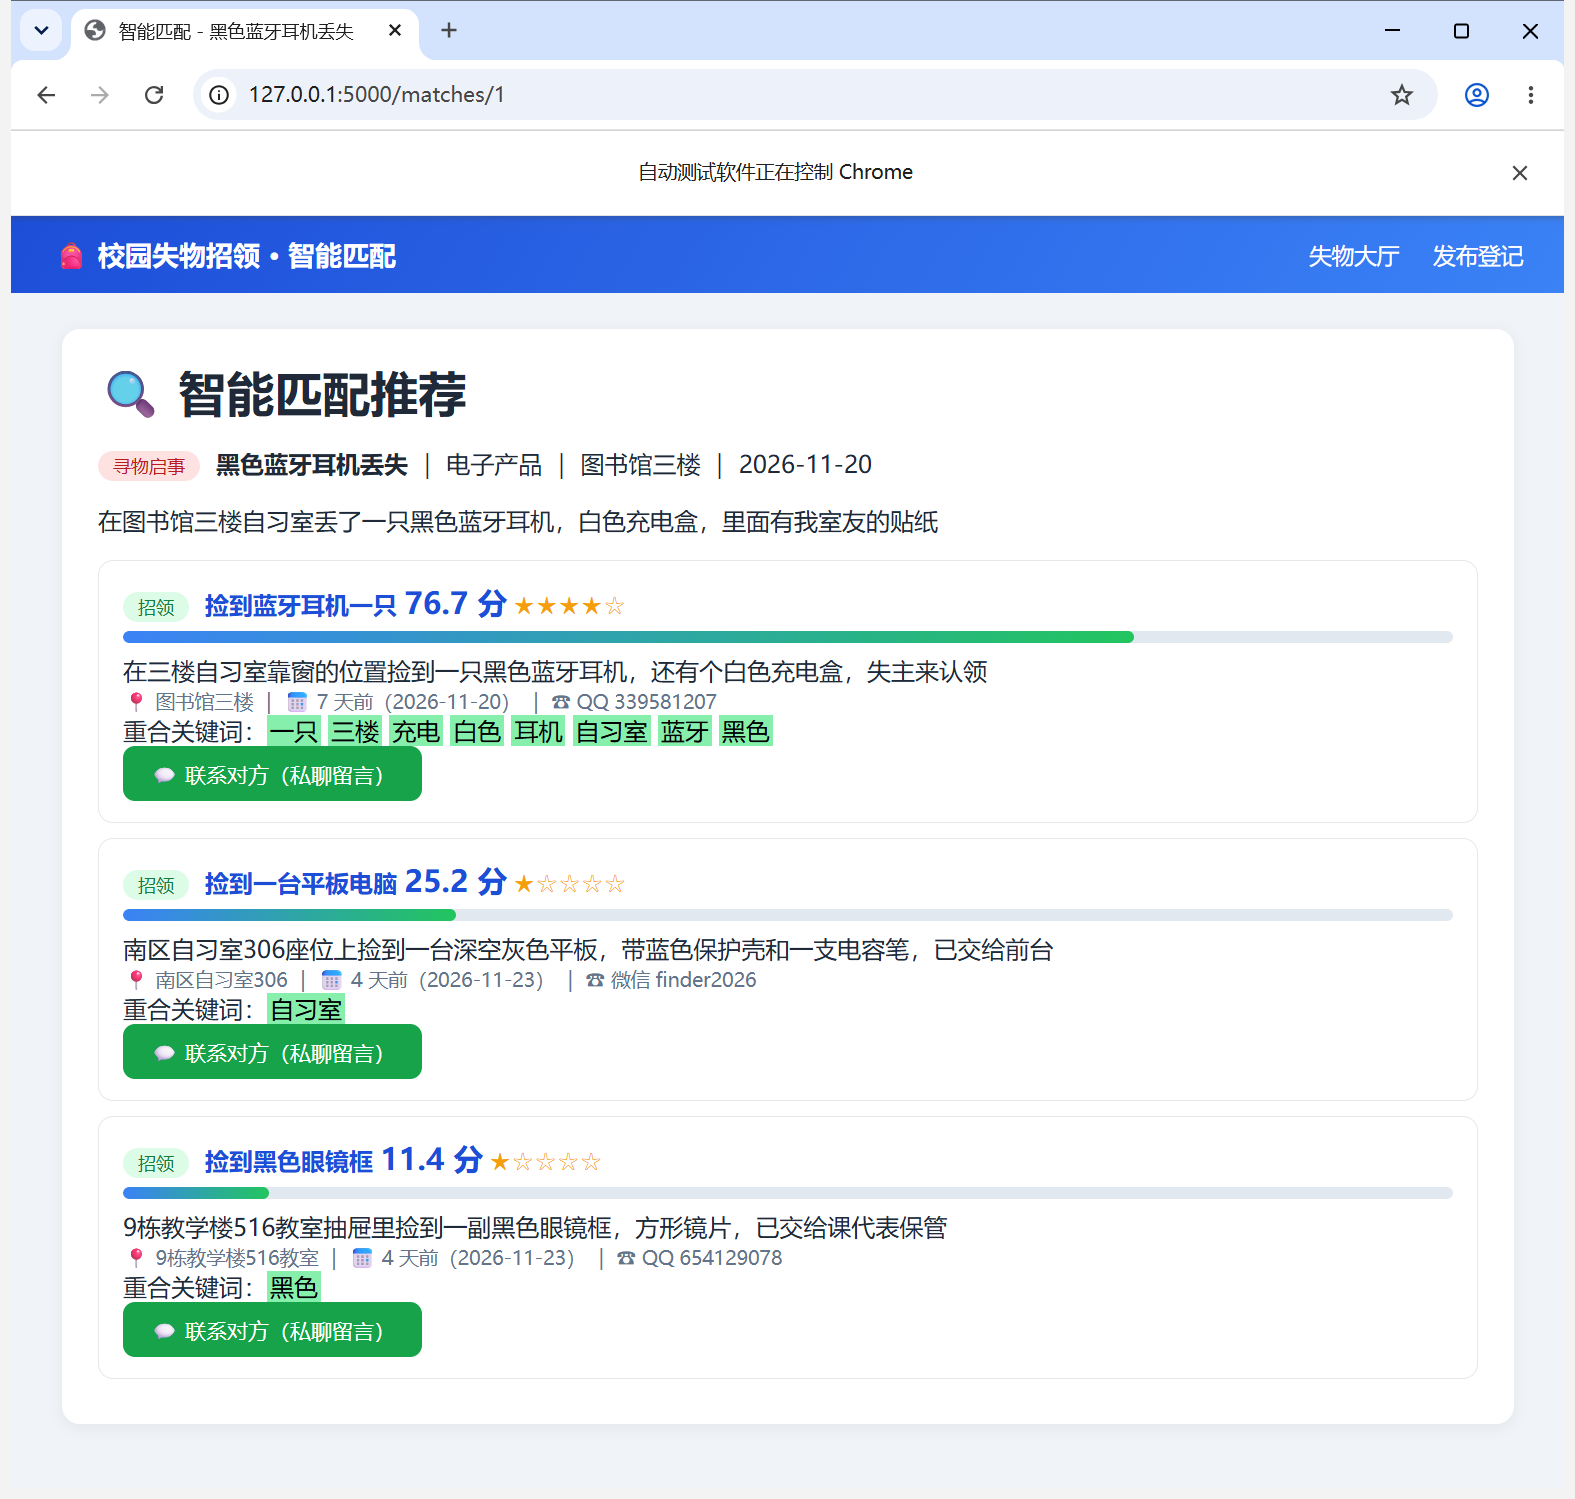 智能匹配 - 黑色蓝牙耳机丢失
127.0.0.1:5000/matches/1
自动测试软件正在控制 Chrome
校园失物招领 • 智能匹配 失物大厅 发布登记
智能匹配推荐
寻物启事 黑色蓝牙耳机丢失 | 电子产品 | 图书馆三楼 | 2026-11-20
在图书馆三楼自习室丢了一只黑色蓝牙耳机，白色充电盒，里面有我室友的贴纸
招领 捡到蓝牙耳机一只 76.7 分 ★★★★☆
在三楼自习室靠窗的位置捡到一只黑色蓝牙耳机，还有个白色充电盒，失主来认领
图书馆三楼 | 7 天前（2026-11-20） | ☎ QQ 339581207
重合关键词： 一只 三楼 充电 白色 耳机 自习室 蓝牙 黑色
联系对方（私聊留言）
招领 捡到一台平板电脑 25.2 分 ★☆☆☆☆
南区自习室306座位上捡到一台深空灰色平板，带蓝色保护壳和一支电容笔，已交给前台
南区自习室306 | 4 天前（2026-11-23） | ☎ 微信 finder2026
重合关键词： 自习室
联系对方（私聊留言）
招领 捡到黑色眼镜框 11.4 分 ★☆☆☆☆
9栋教学楼516教室抽屉里捡到一副黑色眼镜框，方形镜片，已交给课代表保管
9栋教学楼516教室 | 4 天前（2026-11-23） | ☎ QQ 654129078
重合关键词： 黑色
联系对方（私聊留言）